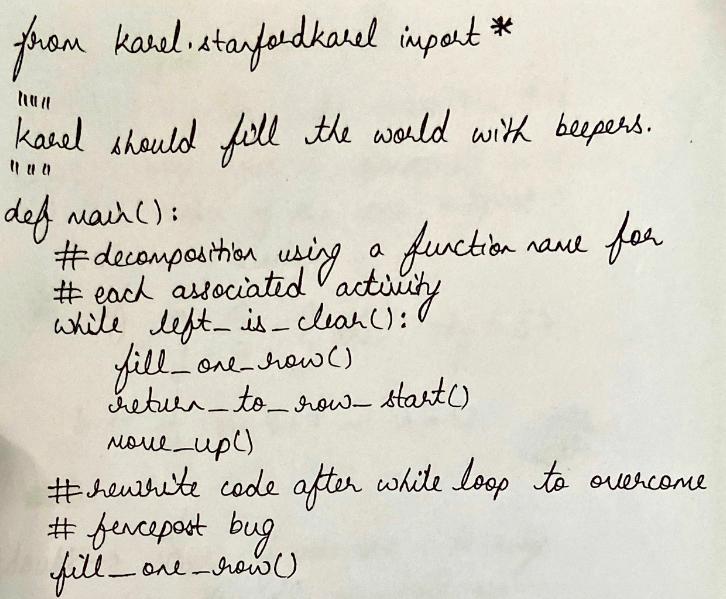 from karel.stanfordkarel import *
"""
Karel should fill the world with beepers.
"""
def main():
# decomposition using a function name for
# each associated activity
while left_is_clear():
fill_one_row()
return_to_row_start()
move_up()
# rewrite code after while loop to overcome
# fencepost bug
fill_one_row()